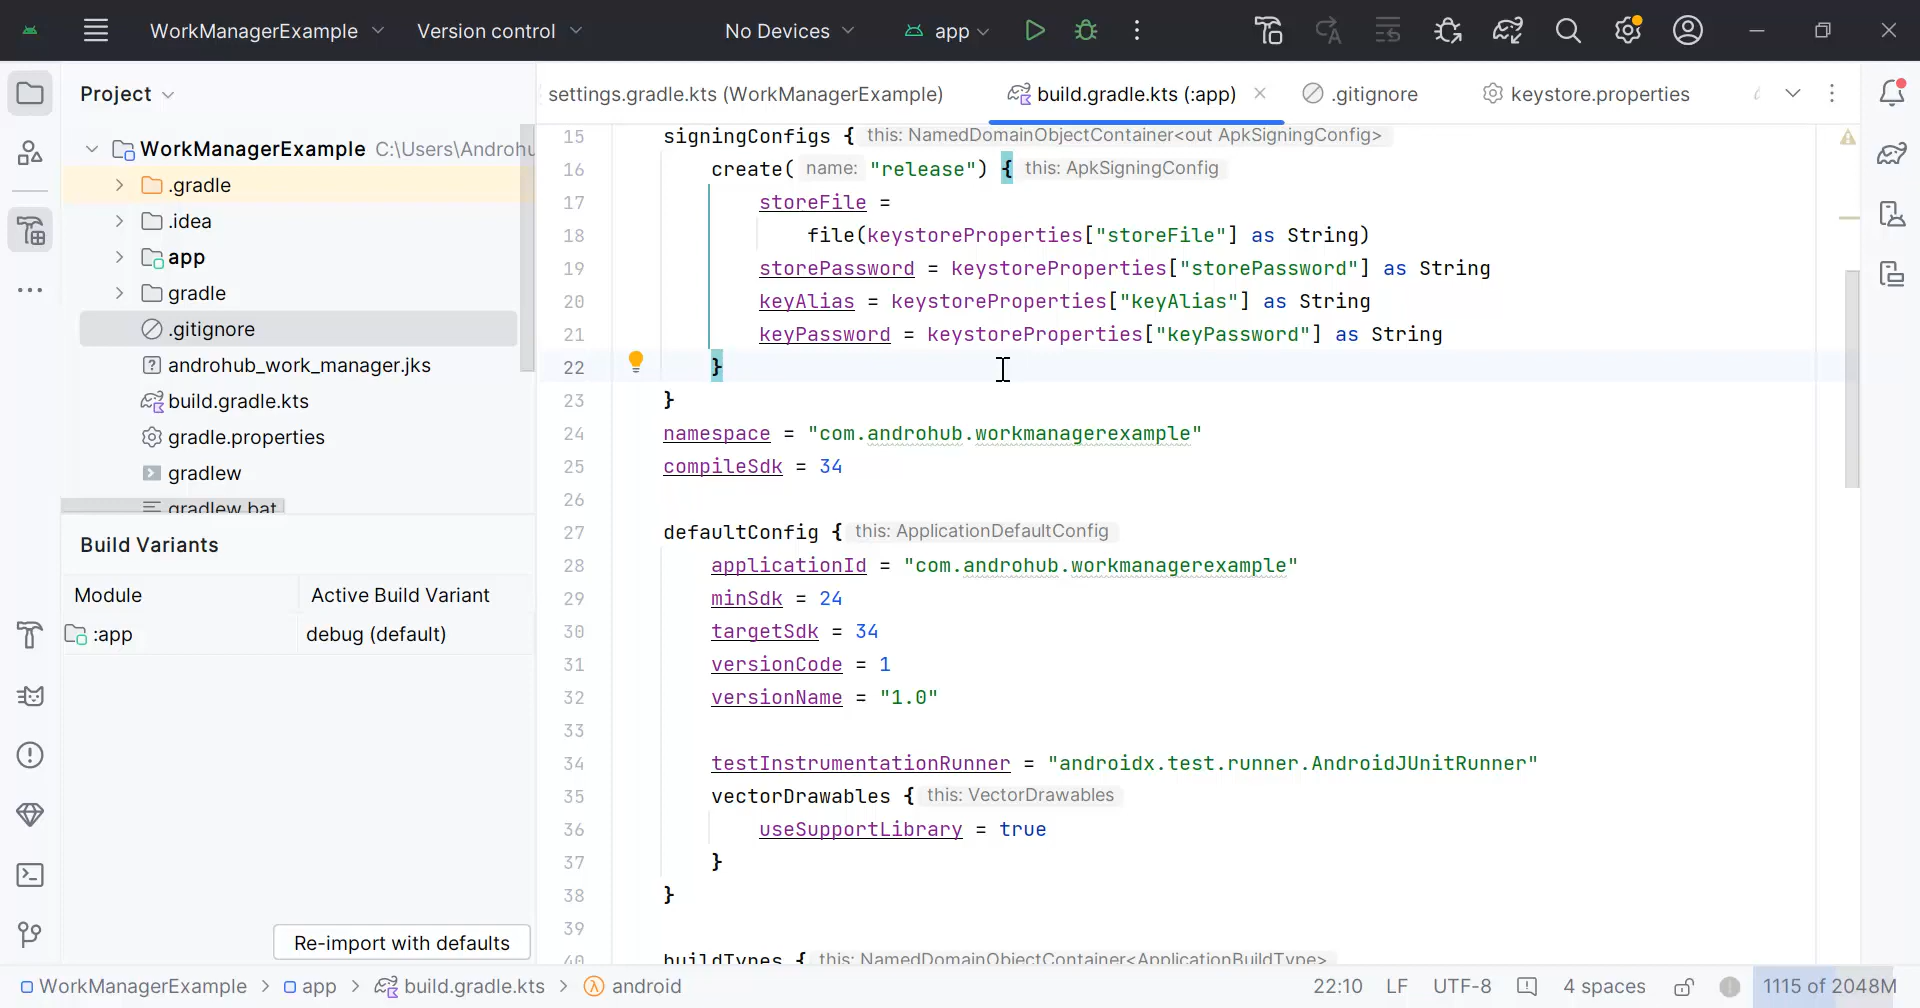 WorkManagerExample Version control No Devices app
Project
settings.gradle.kts (WorkManagerExample) build.gradle.kts (:app) .gitignore keystore.properties
WorkManagerExample C:\Users\Androhu
.gradle
.idea
app
gradle
.gitignore
androhub_work_manager.jks
build.gradle.kts
gradle.properties
gradlew
gradlew.bat
Build Variants
Module Active Build Variant
:app debug (default)
Re-import with defaults
15 signingConfigs { this: NamedDomainObjectContainer<out ApkSigningConfig>
16 create( name: "release") { this: ApkSigningConfig
17 storeFile =
18 file(keystoreProperties["storeFile"] as String)
19 storePassword = keystoreProperties["storePassword"] as String
20 keyAlias = keystoreProperties["keyAlias"] as String
21 keyPassword = keystoreProperties["keyPassword"] as String
22 }
23 }
24 namespace = "com.androhub.workmanagerexample"
25 compileSdk = 34
26
27 defaultConfig { this: ApplicationDefaultConfig
28 applicationId = "com.androhub.workmanagerexample"
29 minSdk = 24
30 targetSdk = 34
31 versionCode = 1
32 versionName = "1.0"
33
34 testInstrumentationRunner = "androidx.test.runner.AndroidJUnitRunner"
35 vectorDrawables { this: VectorDrawables
36 useSupportLibrary = true
37 }
38 }
39
40 buildTypes { this: NamedDomainObjectContainer<ApplicationBuildType>
WorkManagerExample > app > build.gradle.kts > android 22:10 LF UTF-8 4 spaces 1115 of 2048M